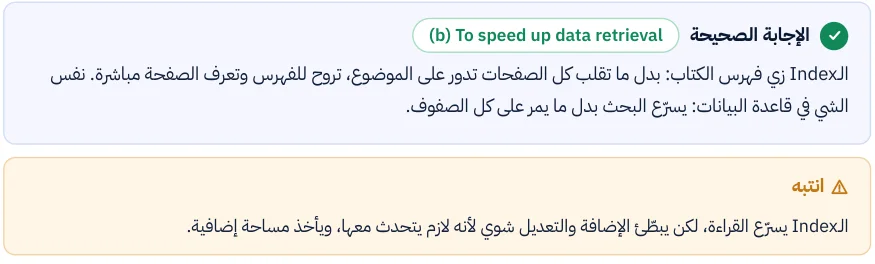 الإجابة الصحيحة (b) To speed up data retrieval
الـIndex زي فهرس الكتاب: بدل ما تقلب كل الصفحات تدور على الموضوع، تروح للفهرس وتعرف الصفحة مباشرة. نفس
الشي في قاعدة البيانات: يسرّع البحث بدل ما يمر على كل الصفوف.
انتبه
الـIndex يسرّع القراءة، لكن يبطّئ الإضافة والتعديل شوي لأنه لازم يتحدث معها، ويأخذ مساحة إضافية.